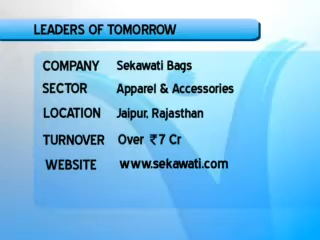 LEADERS OF TOMORROW
COMPANY Sekawati Bags
SECTOR Apparel & Accessories
LOCATION Jaipur, Rajasthan
TURNOVER Over ₹7 Cr
WEBSITE www.sekawati.com